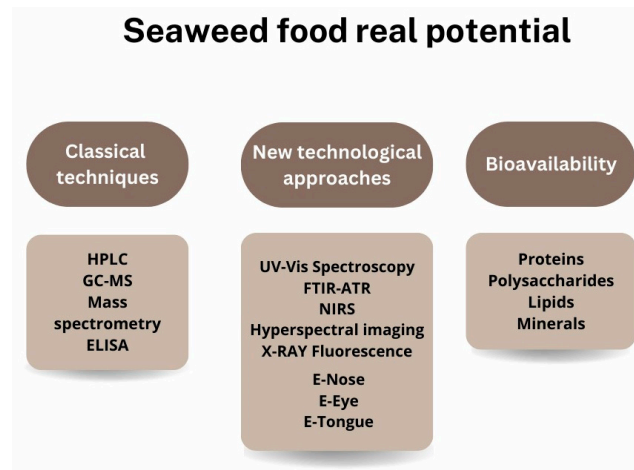 Seaweed food real potential
Classical
techniques
HPLC
GC-MS
Mass
spectrometry
ELISA
New technological
approaches
UV-Vis Spectroscopy
FTIR-ATR
NIRS
Hyperspectral imaging
X-RAY Fluorescence
E-Nose
E-Eye
E-Tongue
Bioavailability
Proteins
Polysaccharides
Lipids
Minerals